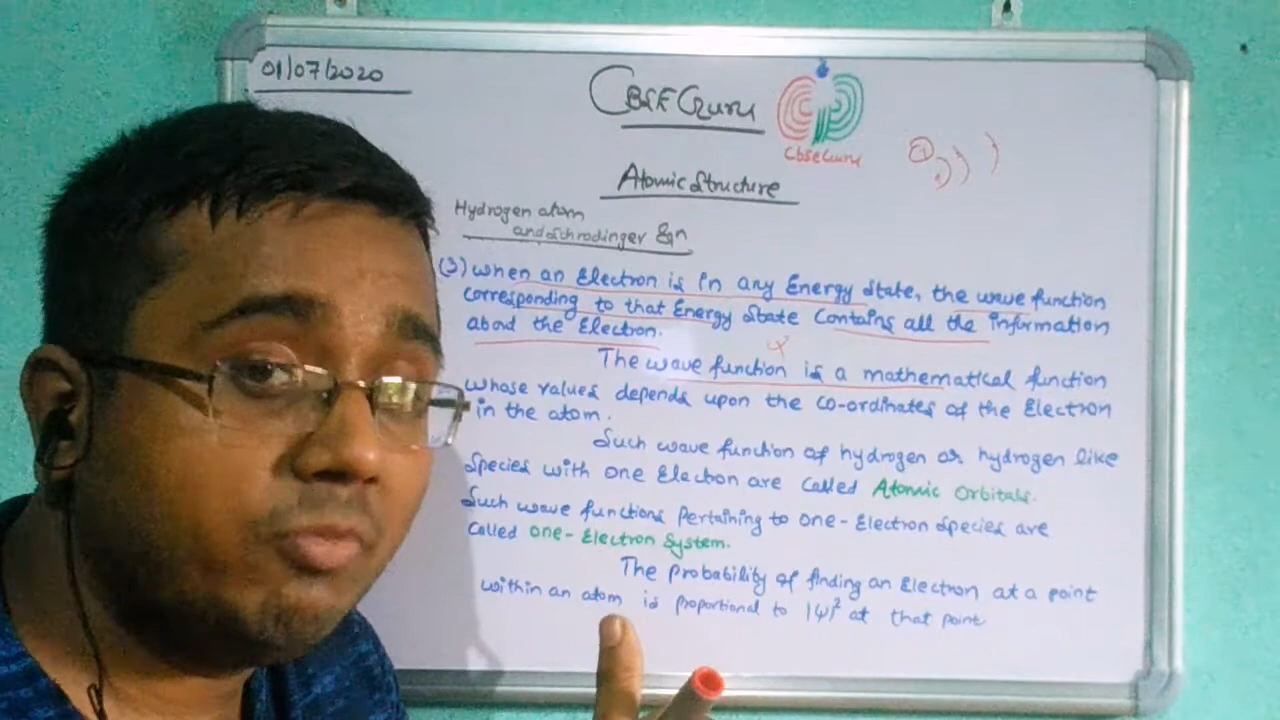 01/07/2020
CBSE Guru
CbseGuru
Atomic Structure
Hydrogen atom
and Schrodinger Eqn
(3) When an Electron is in any Energy State, the wave function
corresponding to that Energy State Contains all the information
about the Electron.
Ψ
The wave function is a mathematical function
whose values depends upon the co-ordinates of the Electron
in the atom.
Such wave function of hydrogen or hydrogen like
Species with one Electron are called Atomic Orbitals.
Such wave functions pertaining to one-Electron Species are
called One-Electron System.
The probability of finding an Electron at a point
within an atom is proportional to |Ψ|² at that point